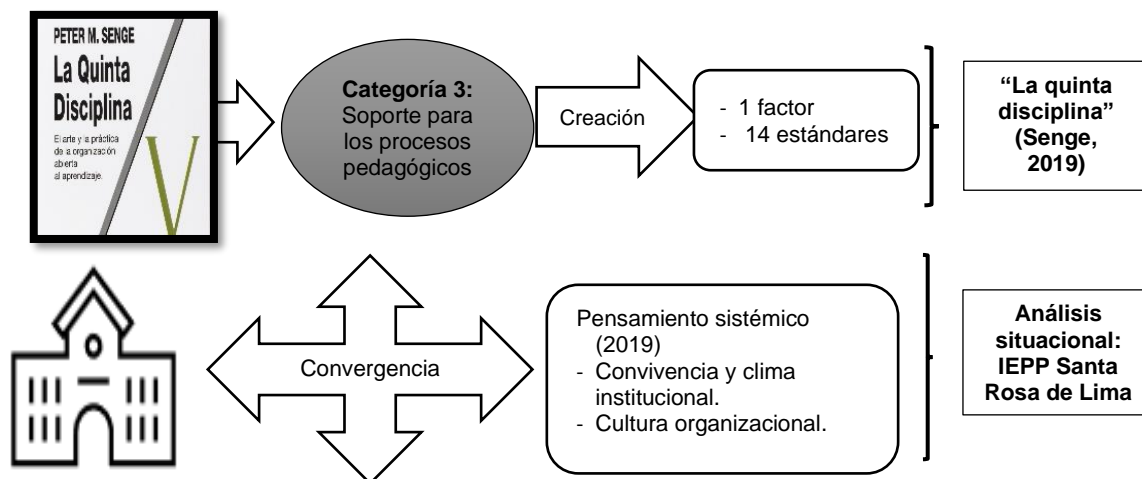 PETER M. SENGE
La Quinta
Disciplina
El arte y la práctica
de la organización
abierta
al aprendizaje.
V
Categoría 3:
Soporte para
los procesos
pedagógicos
Creación
- 1 factor
- 14 estándares
“La quinta
disciplina”
(Senge,
2019)
Convergencia
Pensamiento sistémico
(2019)
- Convivencia y clima
institucional.
- Cultura organizacional.
Análisis
situacional:
IEPP Santa
Rosa de Lima